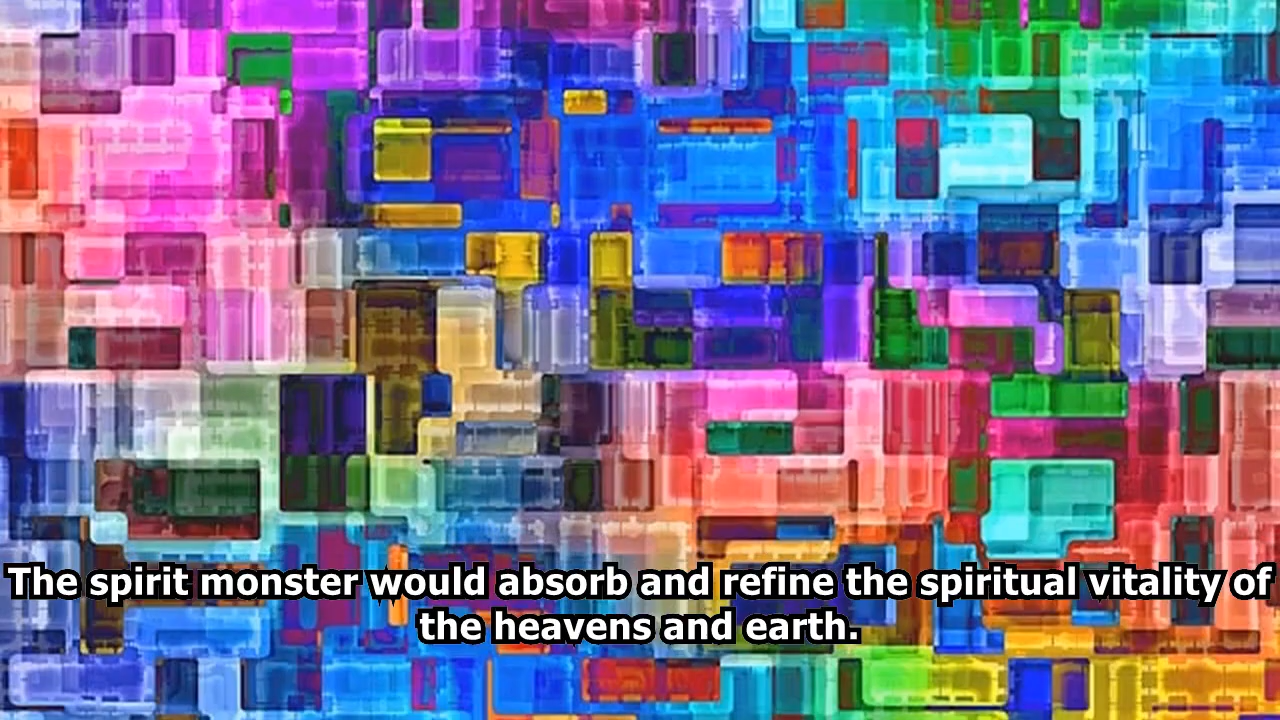 The spirit monster would absorb and refine the spiritual vitality of
the heavens and earth.